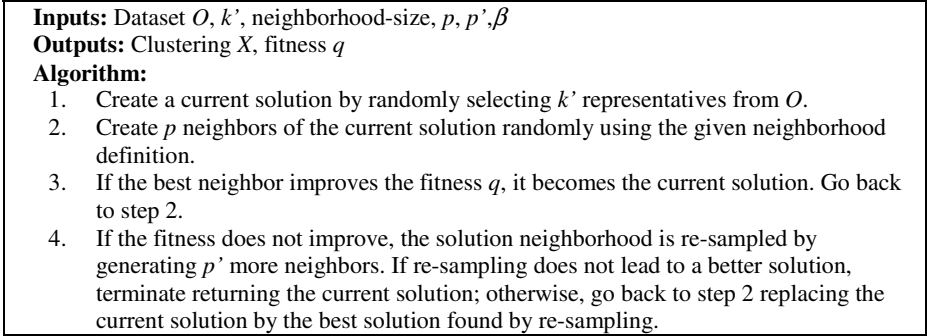 Inputs: Dataset O, k’, neighborhood-size, p, p’,β
Outputs: Clustering X, fitness q
Algorithm:
1. Create a current solution by randomly selecting k’ representatives from O.
2. Create p neighbors of the current solution randomly using the given neighborhood
definition.
3. If the best neighbor improves the fitness q, it becomes the current solution. Go back
to step 2.
4. If the fitness does not improve, the solution neighborhood is re-sampled by
generating p’ more neighbors. If re-sampling does not lead to a better solution,
terminate returning the current solution; otherwise, go back to step 2 replacing the
current solution by the best solution found by re-sampling.